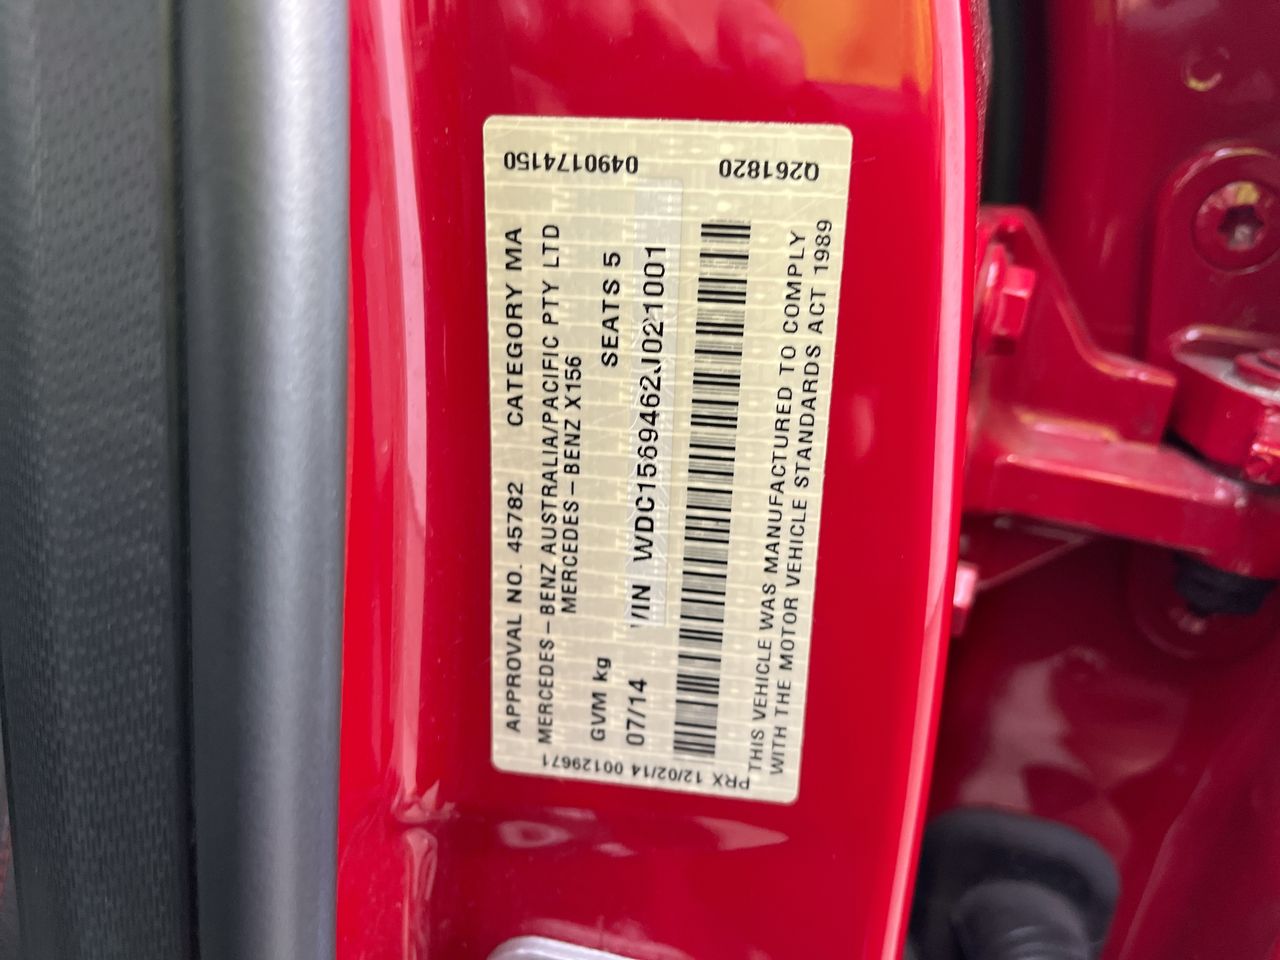 APPROVAL NO. 45782 CATEGORY MA
MERCEDES-BENZ AUSTRALIA/PACIFIC PTY LTD
MERCEDES-BENZ X156
GVM kg SEATS 5
07/14 VIN WDC1569462J021001
THIS VEHICLE WAS MANUFACTURED TO COMPLY
WITH THE MOTOR VEHICLE STANDARDS ACT 1989
0490174150
Q261820
PRX 12/02/14 00129671